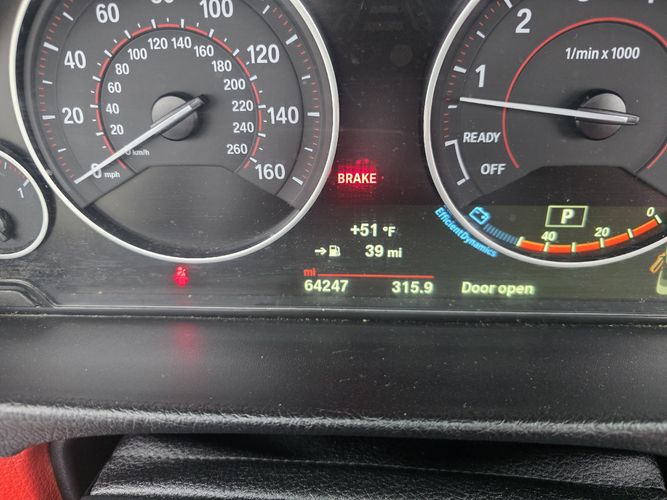 20
40
120
140
160
0 mph
20
40
60
80
100
120 140 160
180
200
220
240
260
km/h
BRAKE
+51 °F
39 mi
mi
64247
315.9
1
2
1/min x 1000
READY
OFF
P
EfficientDynamics
40
20
0
Door open
1